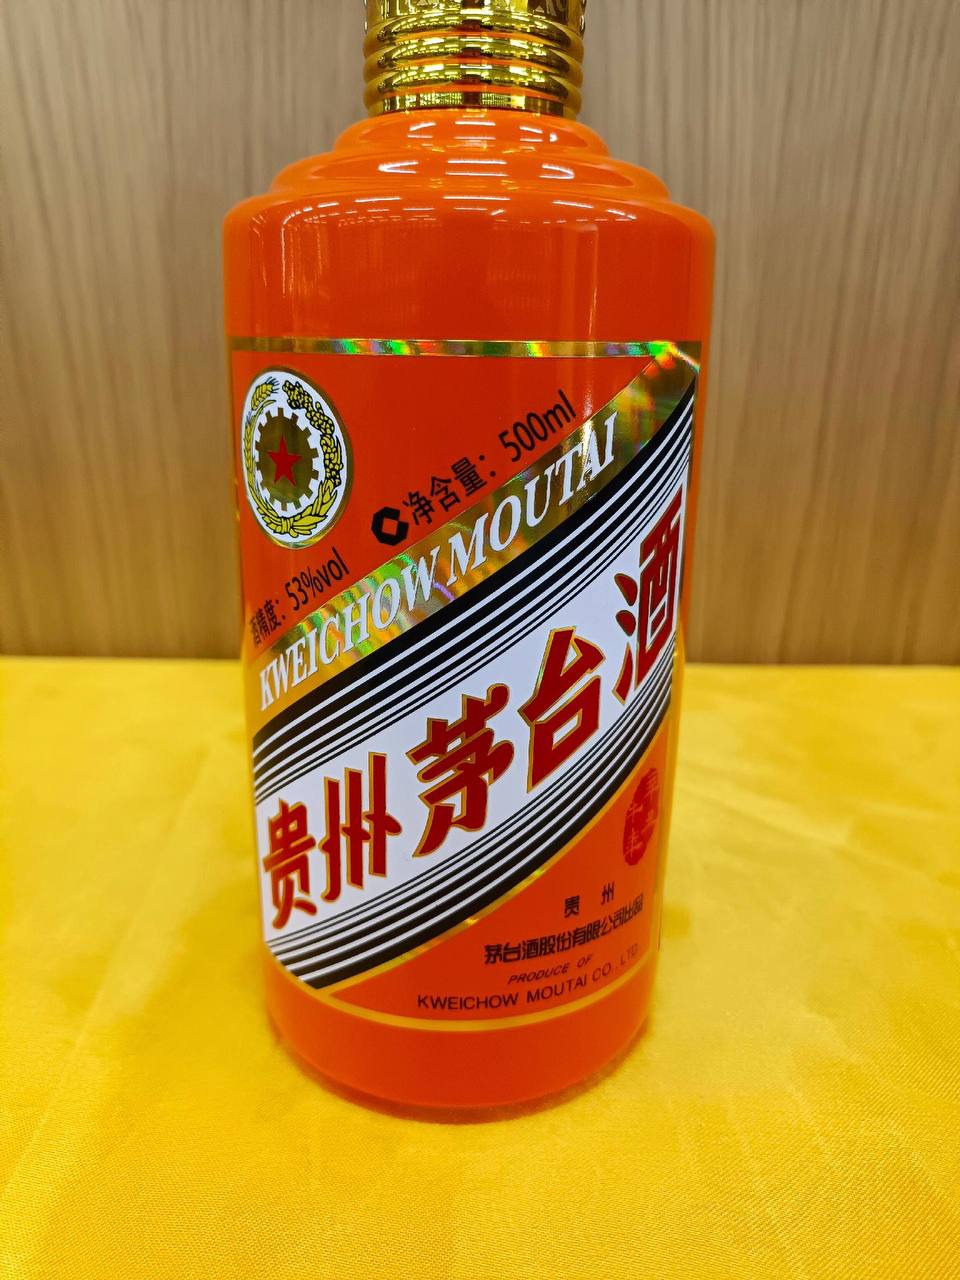 净含量：500ml
酒精度：53%vol
KWEICHOW MOUTAI
贵州茅台酒
贵 州
茅台酒股份有限公司出品
PRODUCE OF
KWEICHOW MOUTAI CO., LTD.